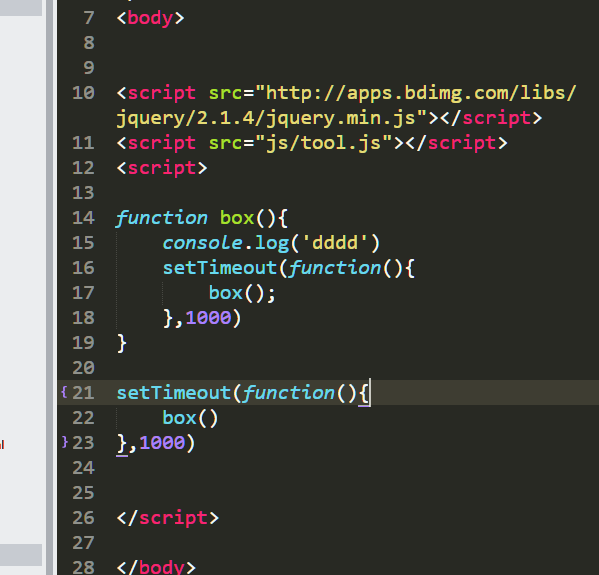 7 <body>
8
9
10 <script src="http://apps.bdimg.com/libs/
jquery/2.1.4/jquery.min.js"></script>
11 <script src="js/tool.js"></script>
12 <script>
13
14 function box(){
15 console.log('dddd')
16 setTimeout(function(){
17 box();
18 },1000)
19 }
20
{ 21 setTimeout(function(){
22 box()
} 23 },1000)
24
25
26 </script>
27
28 </body>